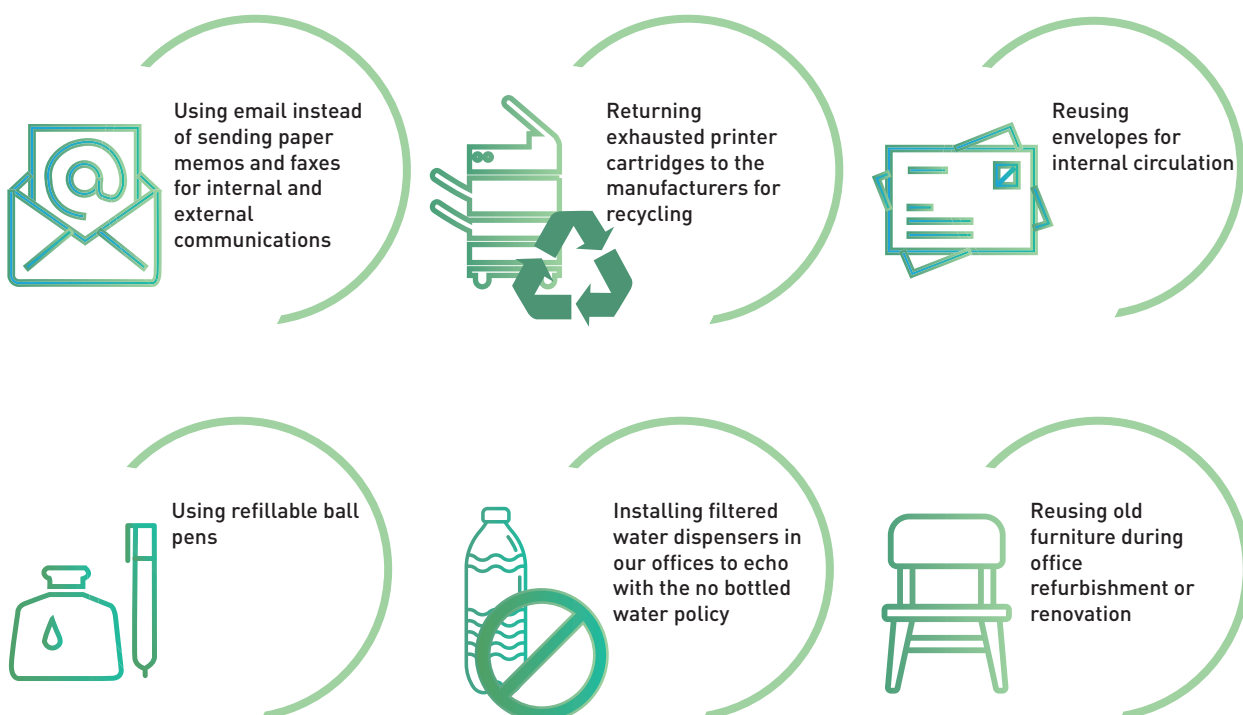 Using email instead
of sending paper
memos and faxes
for internal and
external
communications
Returning
exhausted printer
cartridges to the
manufacturers for
recycling
Reusing
envelopes for
internal circulation
Using refillable ball
pens
Installing filtered
water dispensers in
our offices to echo
with the no bottled
water policy
Reusing old
furniture during
office
refurbishment or
renovation